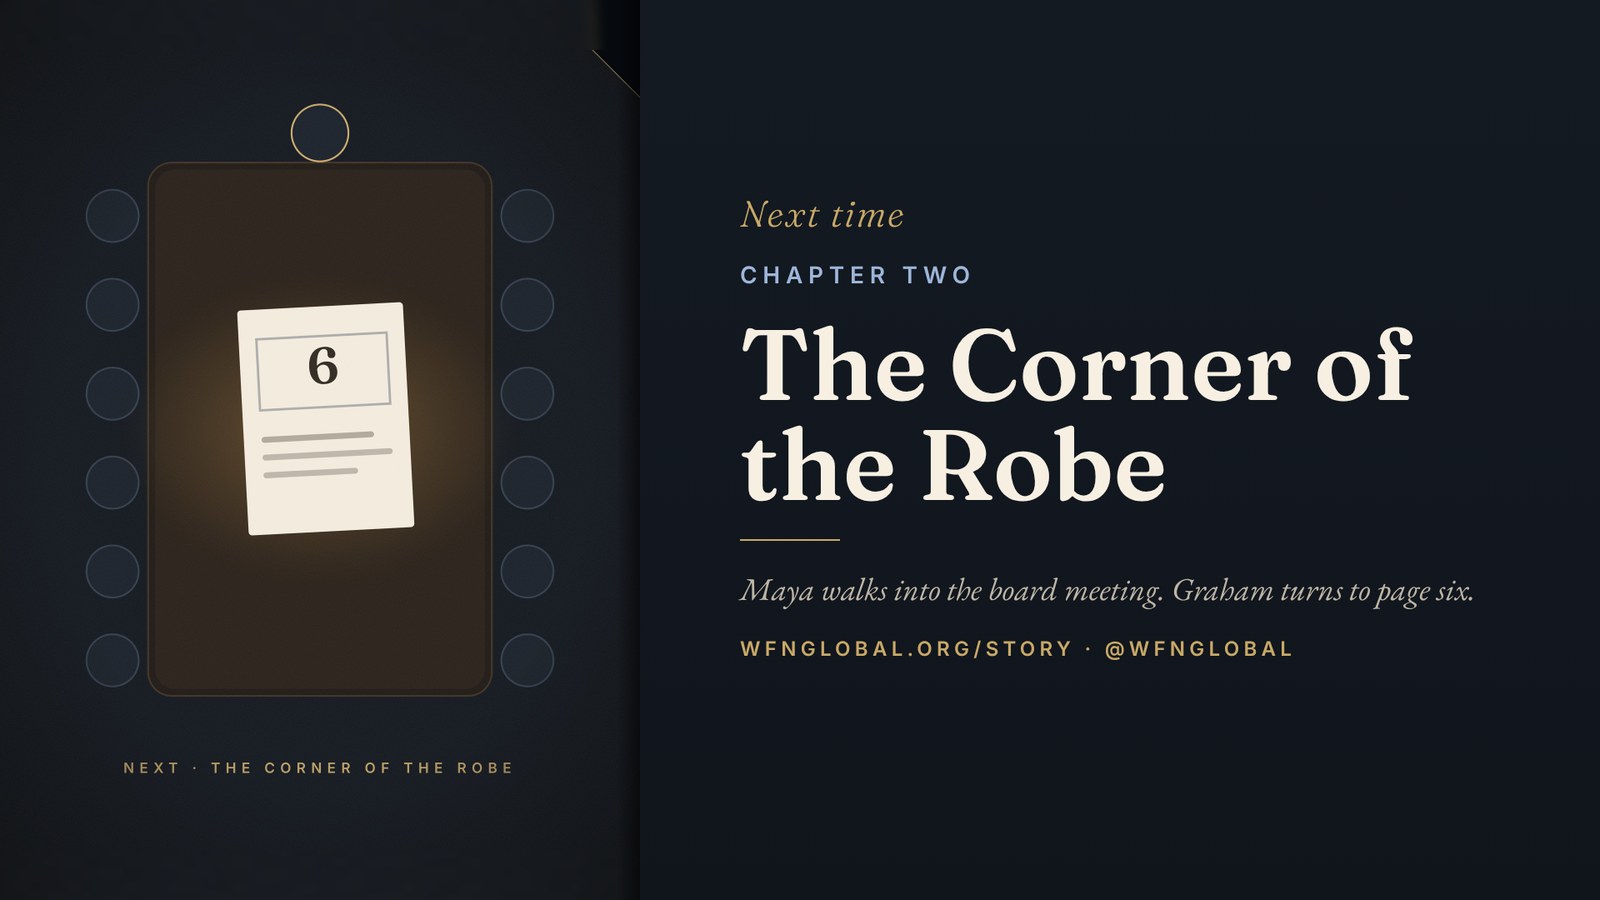 6
NEXT · THE CORNER OF THE ROBE
Next time
CHAPTER TWO
The Corner of
the Robe
Maya walks into the board meeting. Graham turns to page six.
WFNGLOBAL.ORG/STORY · @WFNGLOBAL